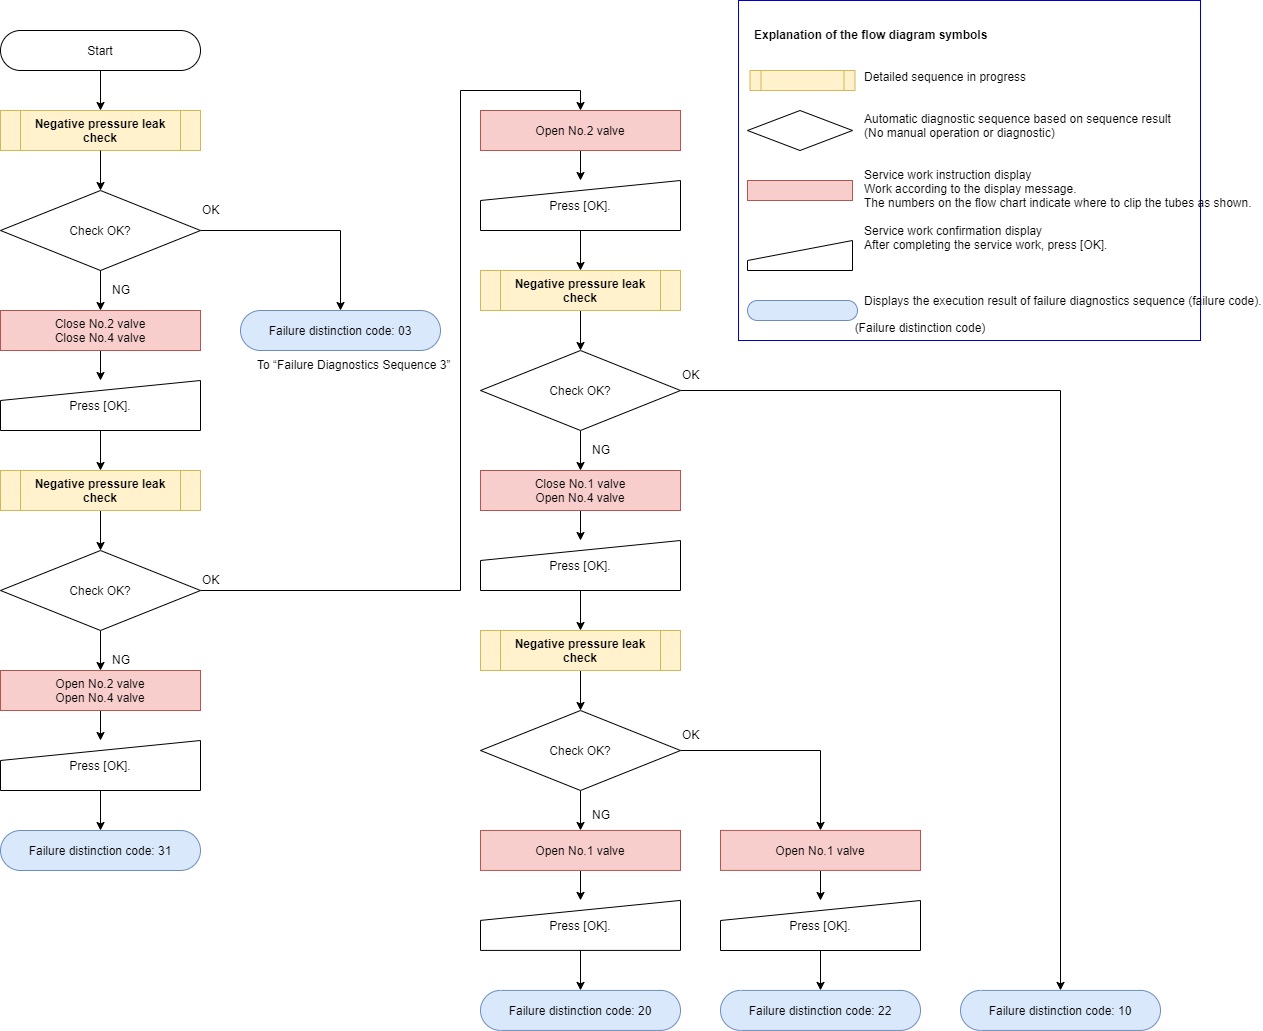 Start
Negative pressure leak
check
Check OK?
OK
NG
Failure distinction code: 03
To “Failure Diagnostics Sequence 3”
Close No.2 valve
Close No.4 valve
Press [OK].
Negative pressure leak
check
Check OK?
OK
NG
Open No.2 valve
Open No.4 valve
Press [OK].
Failure distinction code: 31
Open No.2 valve
Press [OK].
Negative pressure leak
check
Check OK?
OK
NG
Close No.1 valve
Open No.4 valve
Press [OK].
Negative pressure leak
check
Check OK?
OK
NG
Open No.1 valve
Press [OK].
Failure distinction code: 20
Open No.1 valve
Press [OK].
Failure distinction code: 22
Failure distinction code: 10
Explanation of the flow diagram symbols
Detailed sequence in progress
Automatic diagnostic sequence based on sequence result
(No manual operation or diagnostic)
Service work instruction display
Work according to the display message.
The numbers on the flow chart indicate where to clip the tubes as shown.
Service work confirmation display
After completing the service work, press [OK].
Displays the execution result of failure diagnostics sequence (failure code).
(Failure distinction code)